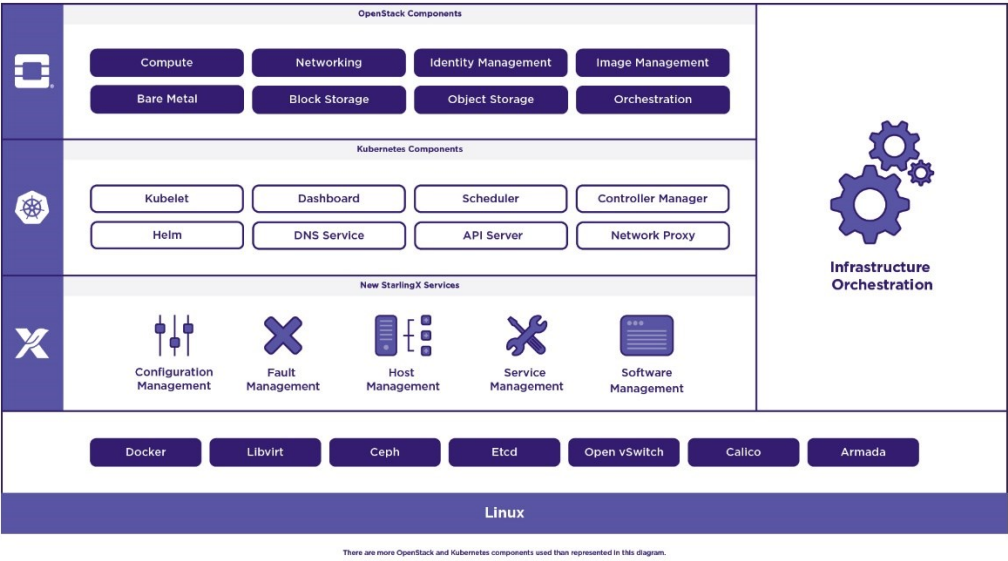 OpenStack Components
Compute
Networking
Identity Management
Image Management
Bare Metal
Block Storage
Object Storage
Orchestration
Kubernetes Components
Kubelet
Dashboard
Scheduler
Controller Manager
Helm
DNS Service
API Server
Network Proxy
New StarlingX Services
Configuration
Management
Fault
Management
Host
Management
Service
Management
Software
Management
Infrastructure
Orchestration
Docker
Libvirt
Ceph
Etcd
Open vSwitch
Calico
Armada
Linux
There are more OpenStack and Kubernetes components used than represented in this diagram.